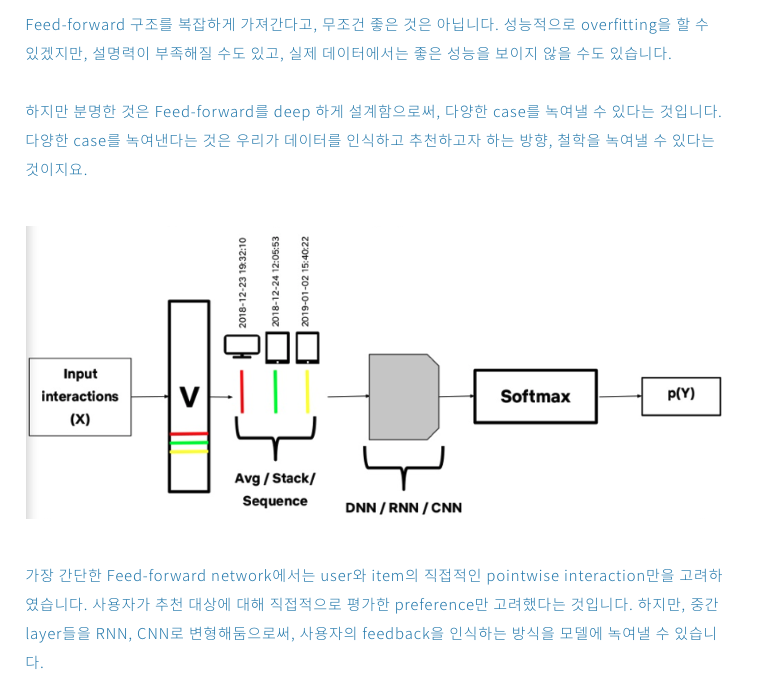 Feed-forward 구조를 복잡하게 가져간다고, 무조건 좋은 것은 아닙니다. 성능적으로 overfitting을 할 수
있겠지만, 설명력이 부족해질 수도 있고, 실제 데이터에서는 좋은 성능을 보이지 않을 수도 있습니다.
하지만 분명한 것은 Feed-forward를 deep 하게 설계함으로써, 다양한 case를 녹여낼 수 있다는 것입니다.
다양한 case를 녹여낸다는 것은 우리가 데이터를 인식하고 추천하고자 하는 방향, 철학을 녹여낼 수 있다는
것이지요.
2018-12-23 19:32:10
2018-12-24 12:05:53
2019-01-02 15:40:22
Input
interactions
(X)
V
Avg / Stack/
Sequence
DNN / RNN / CNN
Softmax
p(Y)
가장 간단한 Feed-forward network에서는 user와 item의 직접적인 pointwise interaction만을 고려하
였습니다. 사용자가 추천 대상에 대해 직접적으로 평가한 preference만 고려했다는 것입니다. 하지만, 중간
layer들을 RNN, CNN로 변형해둠으로써, 사용자의 feedback을 인식하는 방식을 모델에 녹여낼 수 있습니
다.